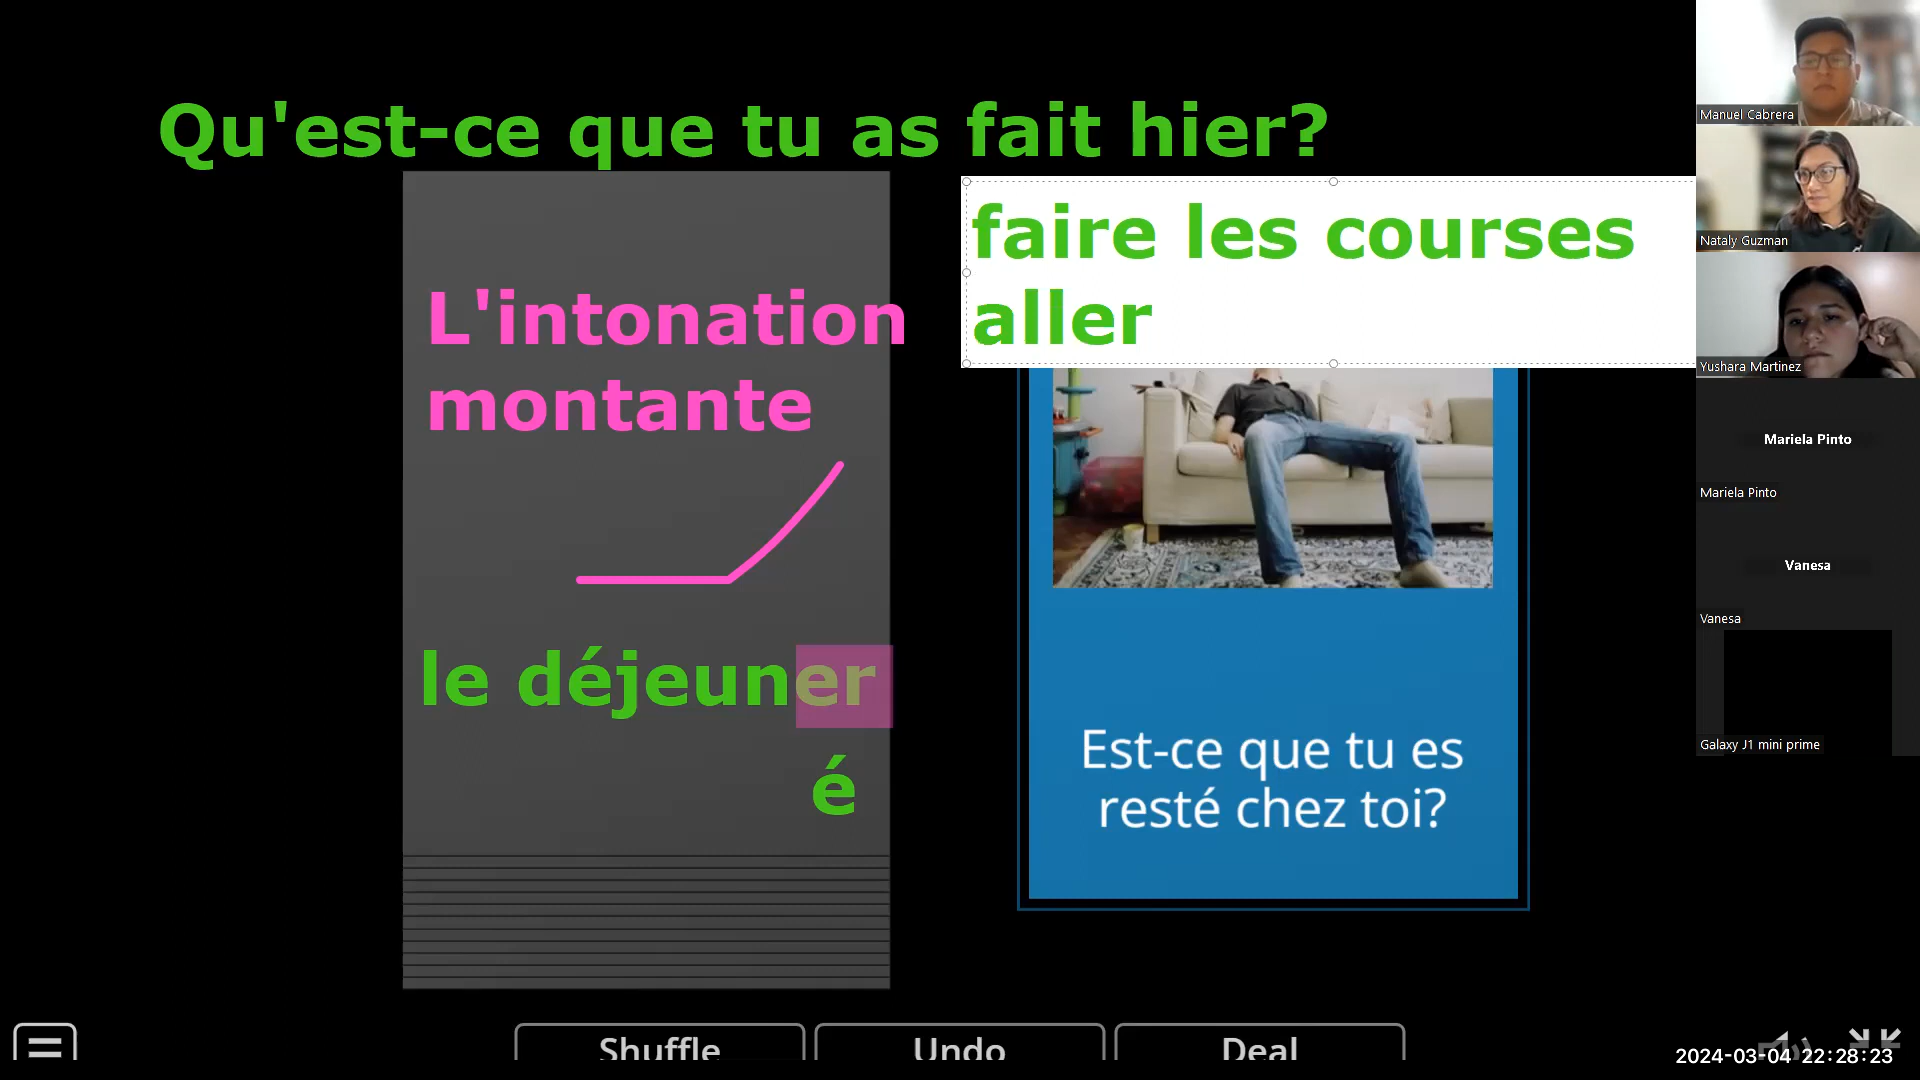 Qu'est-ce que tu as fait hier?
L'intonation
montante
le déjeuner
é
faire les courses
aller
Est-ce que tu es
resté chez toi?
Shuffle
Undo
Deal
Manuel Cabrera
Nataly Guzman
Yushara Martinez
Mariela Pinto
Mariela Pinto
Vanesa
Vanesa
Galaxy J1 mini prime
2024-03-04 22:28:23